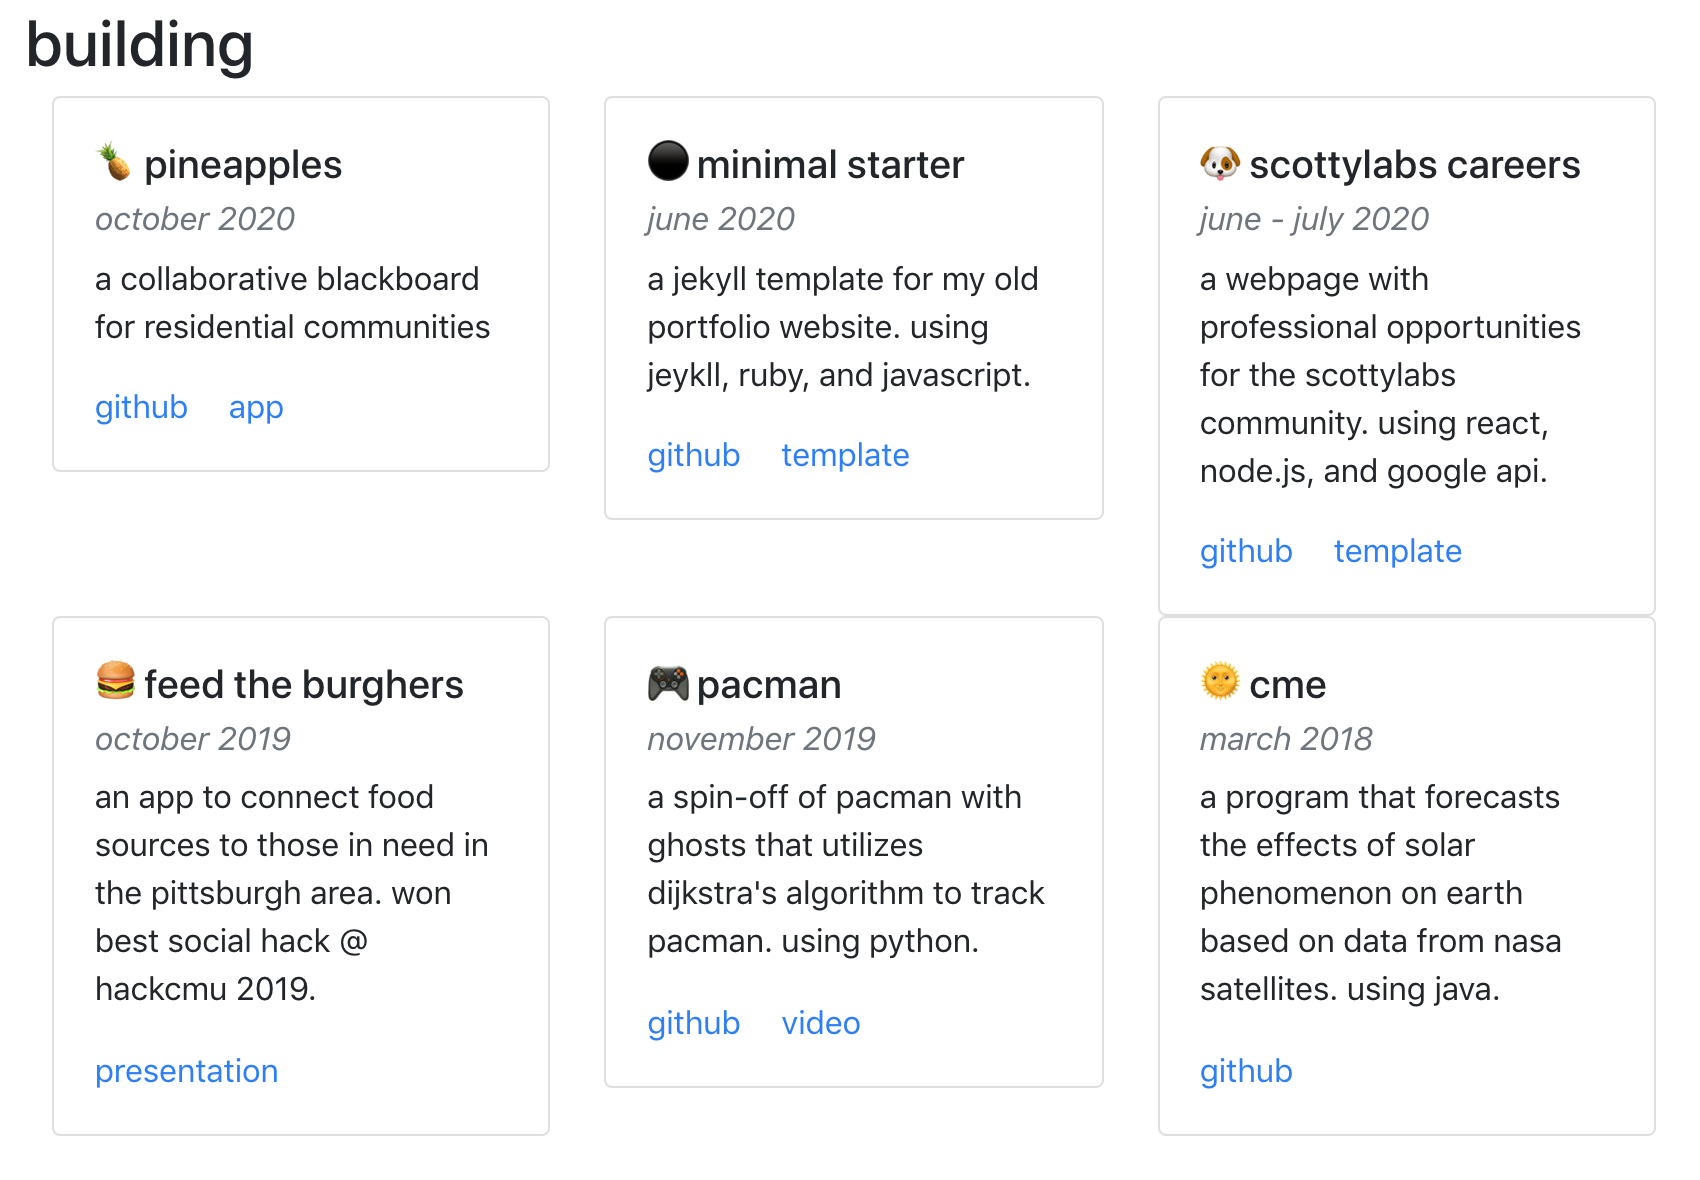 building
🍍 pineapples
october 2020
a collaborative blackboard
for residential communities
github app
⚫ minimal starter
june 2020
a jekyll template for my old
portfolio website. using
jeykll, ruby, and javascript.
github template
🐶 scottylabs careers
june - july 2020
a webpage with
professional opportunities
for the scottylabs
community. using react,
node.js, and google api.
github template
🍔 feed the burghers
october 2019
an app to connect food
sources to those in need in
the pittsburgh area. won
best social hack @
hackcmu 2019.
presentation
🎮 pacman
november 2019
a spin-off of pacman with
ghosts that utilizes
dijkstra's algorithm to track
pacman. using python.
github video
🌞 cme
march 2018
a program that forecasts
the effects of solar
phenomenon on earth
based on data from nasa
satellites. using java.
github